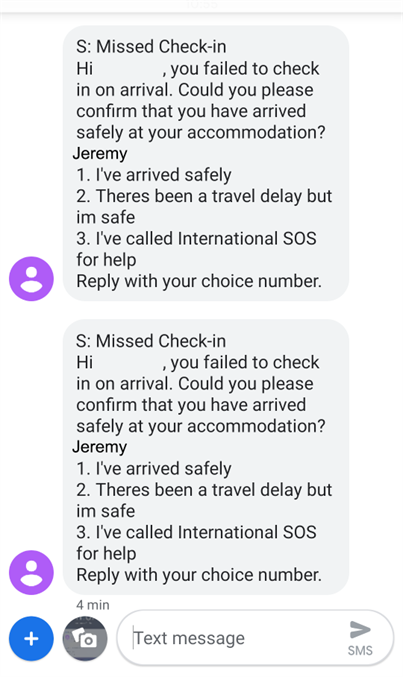 S: Missed Check-in
Hi , you failed to check
in on arrival. Could you please
confirm that you have arrived
safely at your accommodation?
Jeremy
1. I've arrived safely
2. Theres been a travel delay but
im safe
3. I've called International SOS
for help
Reply with your choice number.
S: Missed Check-in
Hi , you failed to check
in on arrival. Could you please
confirm that you have arrived
safely at your accommodation?
Jeremy
1. I've arrived safely
2. Theres been a travel delay but
im safe
3. I've called International SOS
for help
Reply with your choice number.
4 min
Text message
SMS